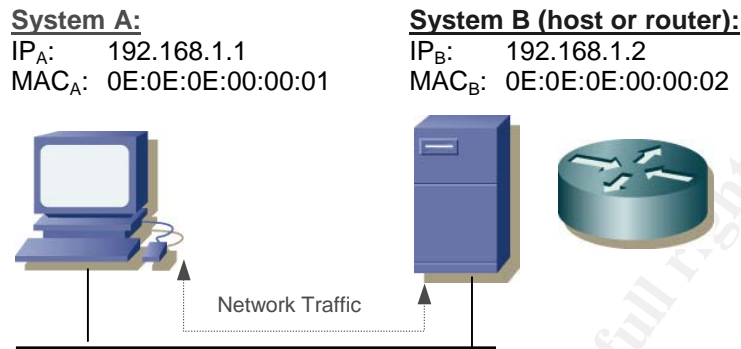 System A:
IPA: 192.168.1.1
MACA: 0E:0E:0E:00:00:01
System B (host or router):
IPB: 192.168.1.2
MACB: 0E:0E:0E:00:00:02
Network Traffic
full